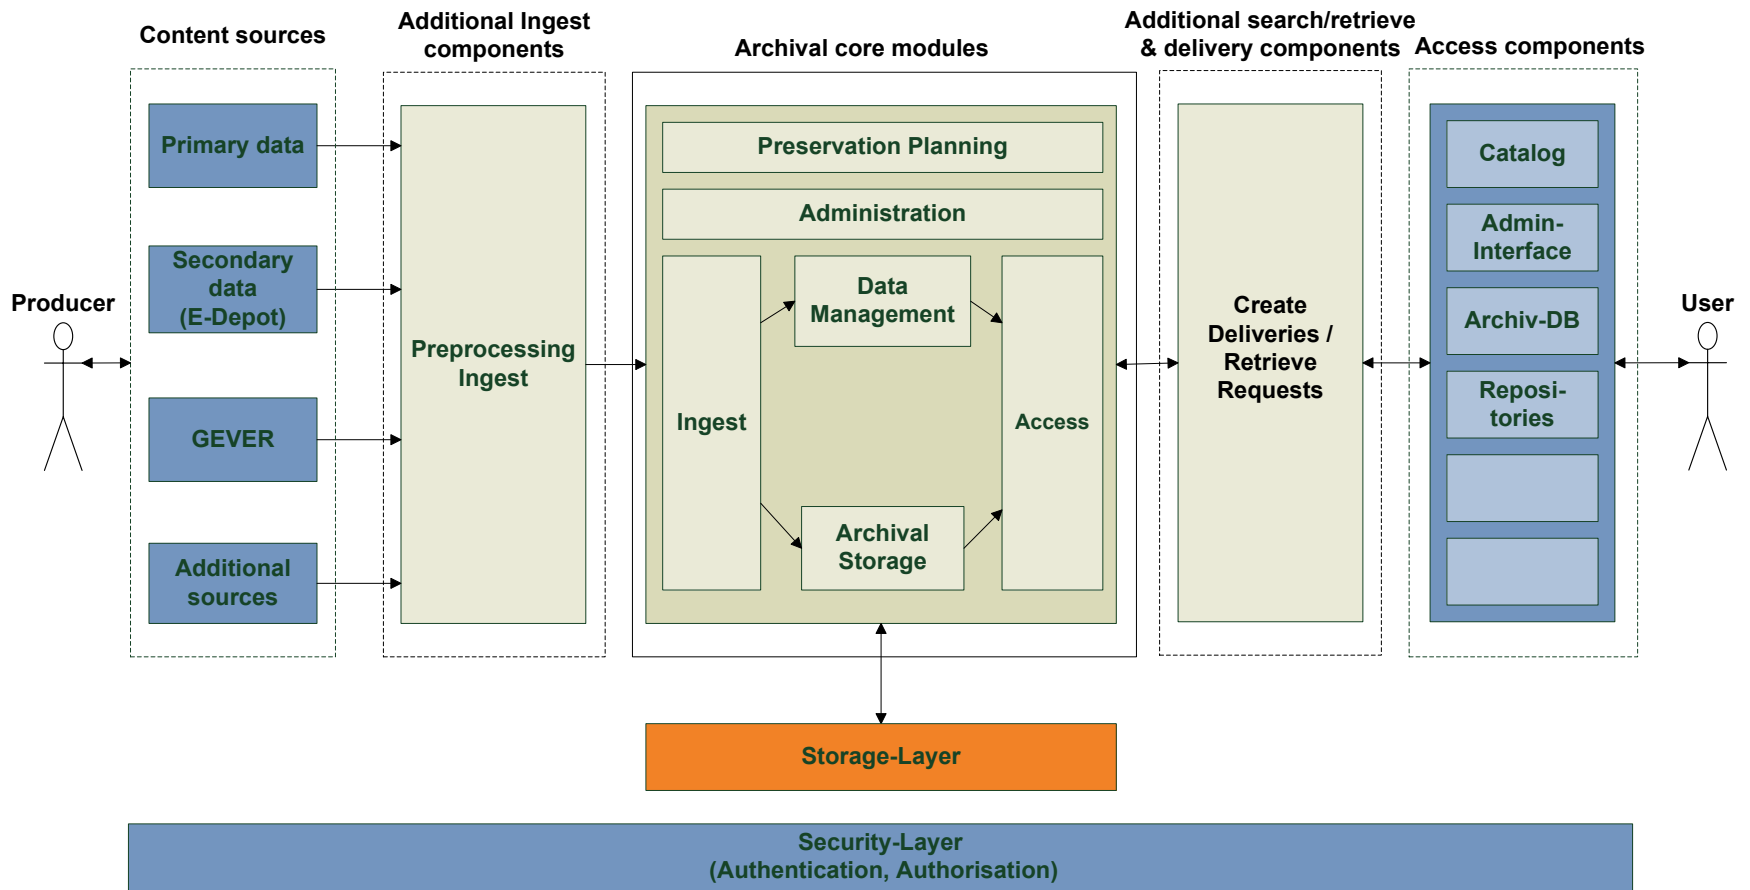 Content sources
Additional Ingest
components
Archival core modules
Additional search/retrieve
& delivery components
Access components
Producer
Primary data
Secondary
data
(E-Depot)
GEVER
Additional
sources
Preprocessing
Ingest
Preservation Planning
Administration
Ingest
Data
Management
Archival
Storage
Access
Create
Deliveries /
Retrieve
Requests
Catalog
Admin-
Interface
Archiv-DB
Reposi-
tories
User
Storage-Layer
Security-Layer
(Authentication, Authorisation)